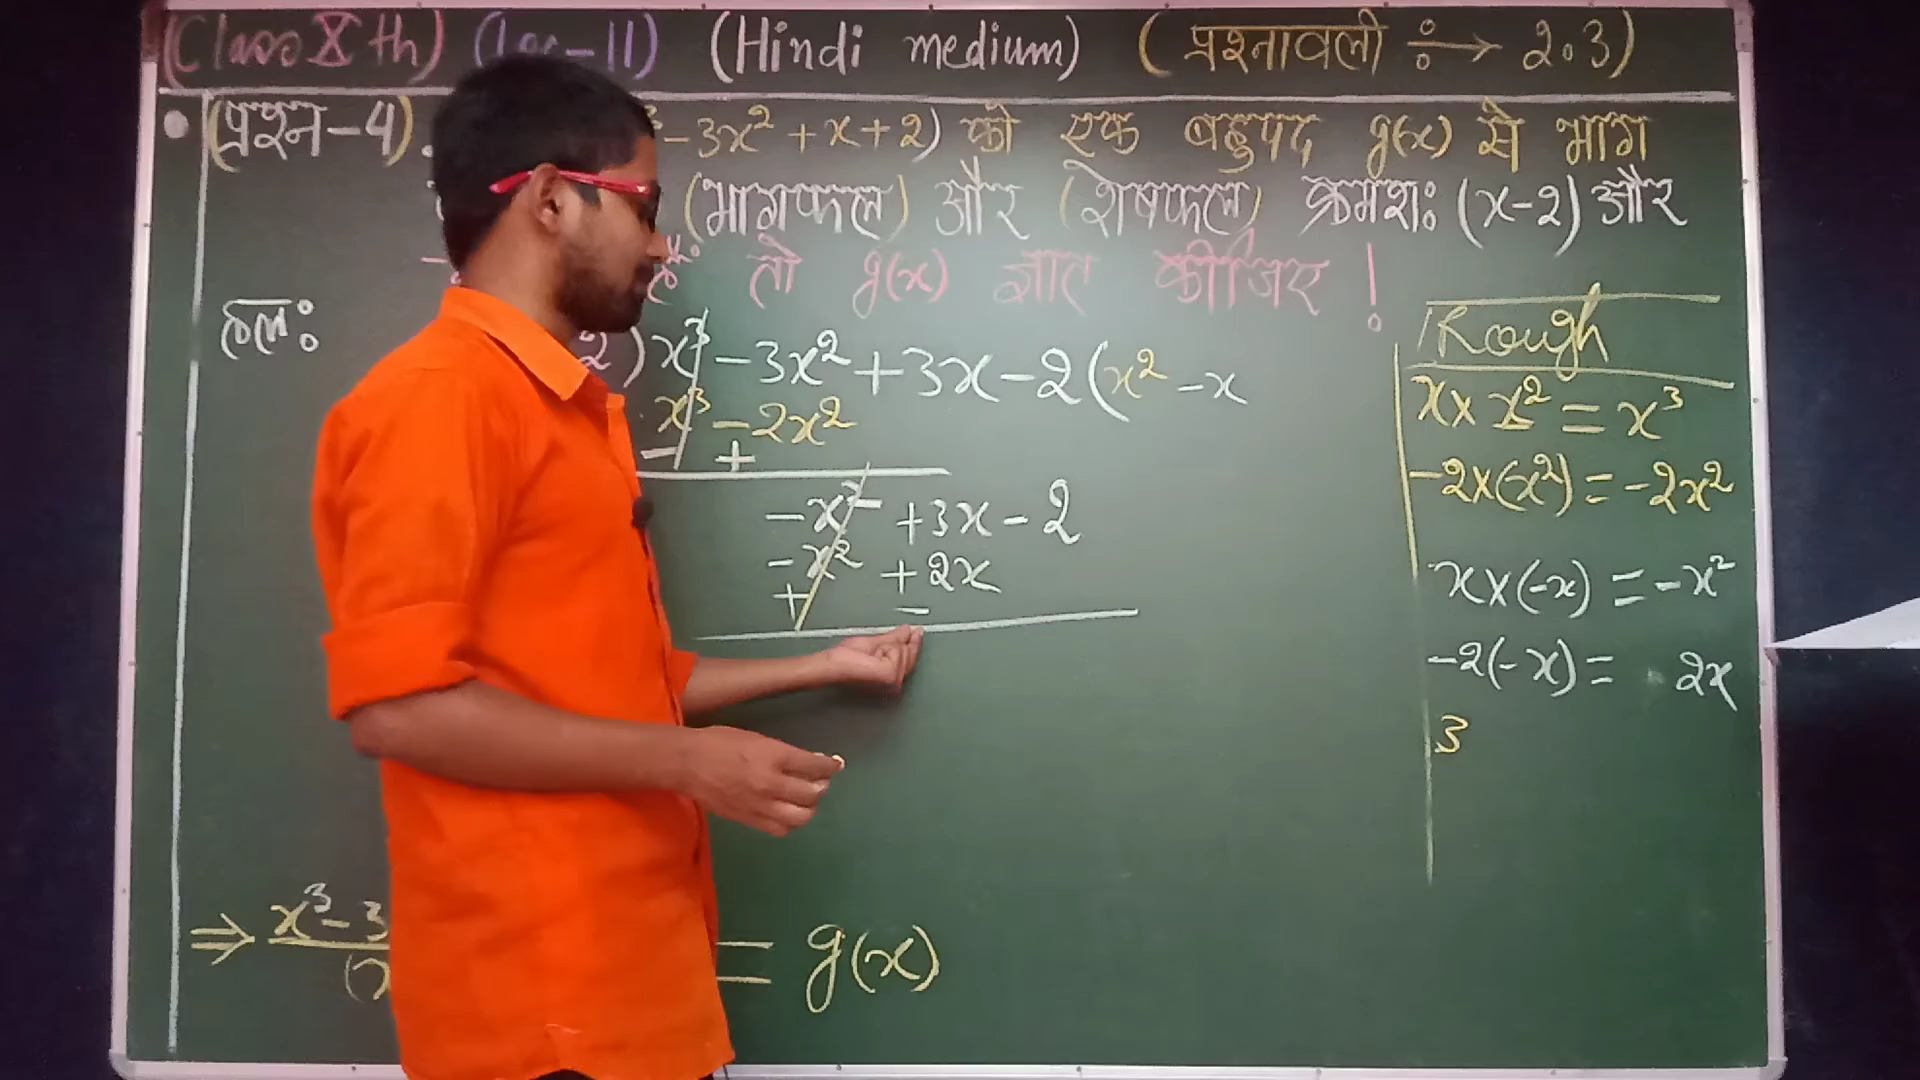 (Class X th) (Lec-11) (Hindi medium) (प्रश्नावली ÷→ 2.3)
(प्रश्न-4). -3x²+x+2) को एक बहुपद g(x) से भाग
(भागफल) और (शेषफल) क्रमशः (x-2) और
तो g(x) ज्ञात कीजिए !
हलः
2) x³ - 3x² + 3x - 2 ( x² - x
x³ - 2x²
- +
- x² + 3x - 2
- x² + 2x
+ -
⇒ x³-3
(x
= g(x)
Rough
x × x² = x³
-2×(-x²) = -2x²
x×(-x) = -x²
-2(-x) = 2x
3